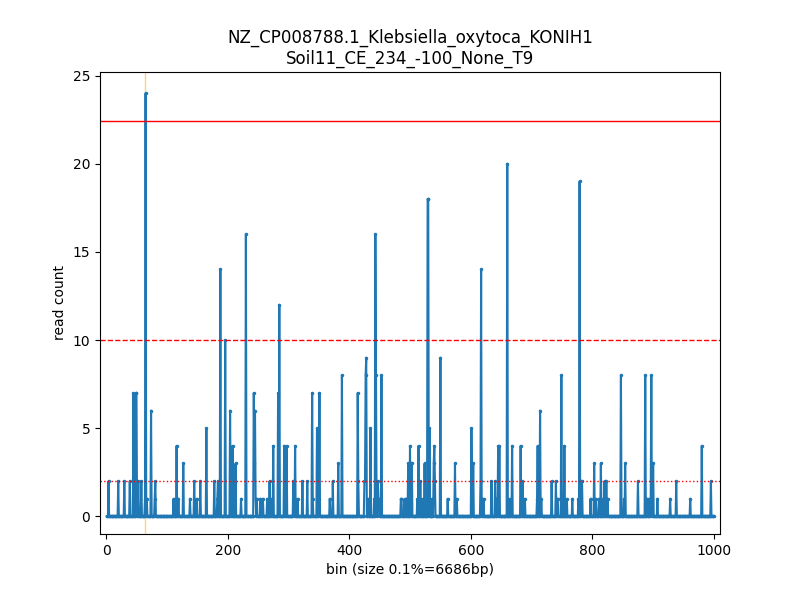 NZ_CP008788.1_Klebsiella_oxytoca_KONIH1
Soil11_CE_234_-100_None_T9
25
20
15
10
5
0
read count
0 200 400 600 800 1000
bin (size 0.1%=6686bp)